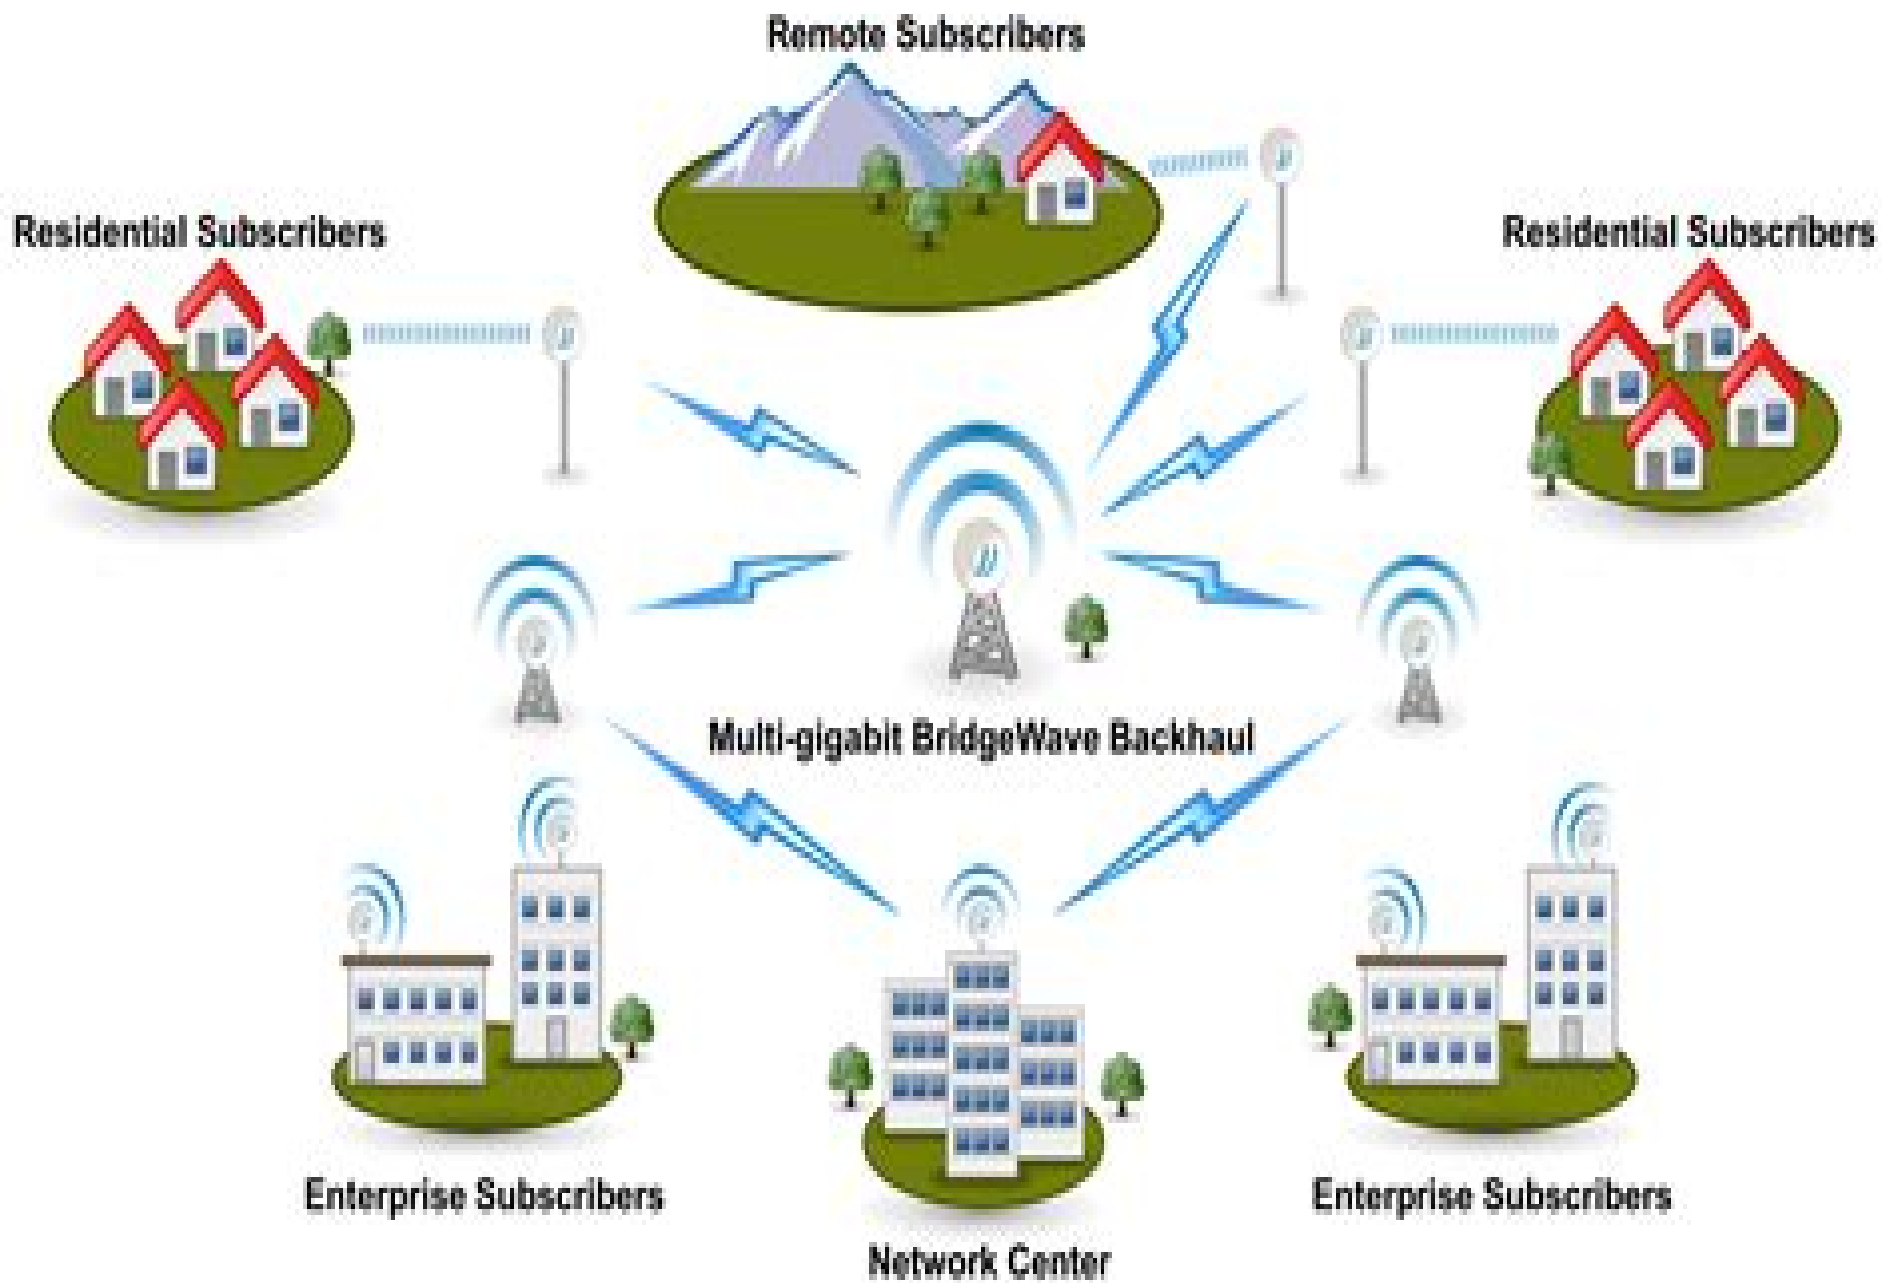 Remote Subscribers
Residential Subscribers
Residential Subscribers
Multi-gigabit BridgeWave Backhaul
Enterprise Subscribers
Enterprise Subscribers
Network Center